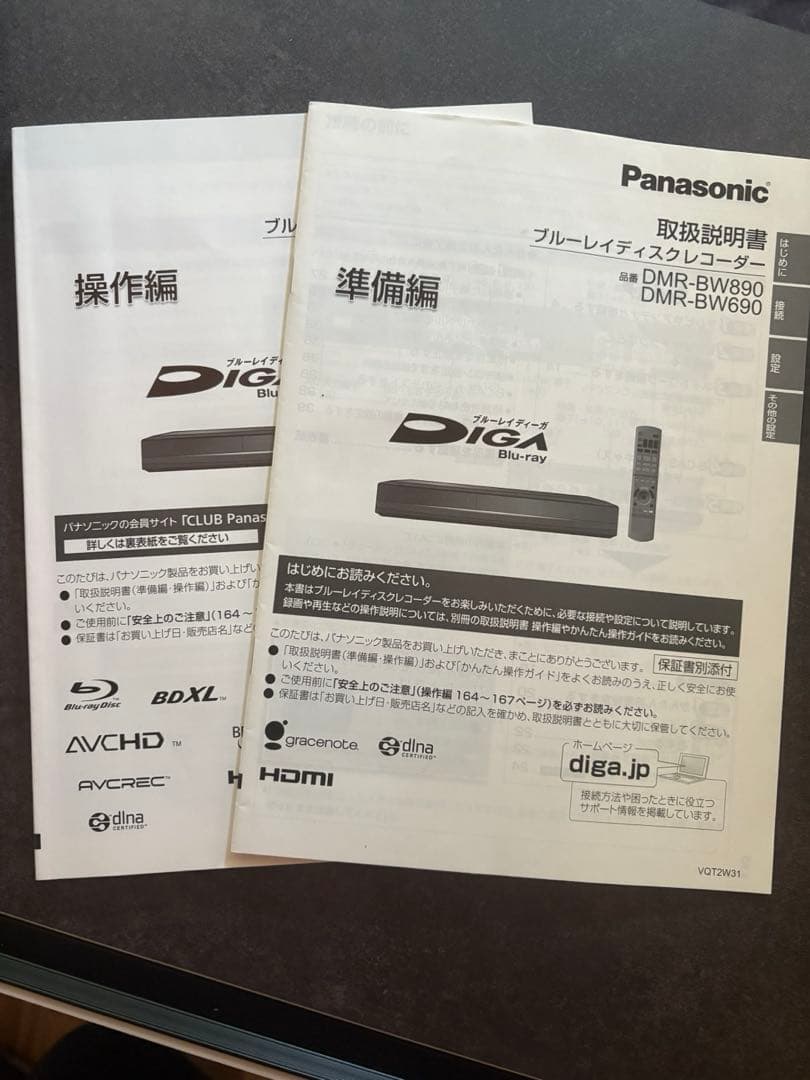 Panasonic
取扱説明書
ブルーレイディスクレコーダー
品番 DMR-BW890
DMR-BW690
準備編
はじめに
接続
設定
その他の設定
ブルーレイディーガ
DIGA
Blu-ray
はじめにお読みください。
本書はブルーレイディスクレコーダーをお楽しみいただくために、必要な接続や設定について説明しています。
録画や再生などの操作説明については、別冊の取扱説明書 操作編やかんたん操作ガイドをお読みください。
このたびは、パナソニック製品をお買い上げいただき、まことにありがとうございます。
保証書別添付
●「取扱説明書(準備編・操作編)」および「かんたん操作ガイド」をよくお読みのうえ、正しく安全にお使
いください。
●ご使用前に「安全上のご注意」(操作編 164~167ページ)を必ずお読みください。
●保証書は「お買い上げ日・販売店名」などの記入を確かめ、取扱説明書とともに大切に保管してください。
gracenote.
dlna
CERTIFIED™
HDMI
ホームページ
diga.jp
接続方法や困ったときに役立つ
サポート情報を掲載しています。
VQT2W31
ブル
操作編
ブルーレイディ
DIGA
Blu
パナソニックの会員サイト「CLUB Panas
詳しくは裏表紙をご覧ください
このたびは、パナソニック製品をお買い上げい
●「取扱説明書(準備編・操作編)」および「か
いください。
●ご使用前に「安全上のご注意」(164~
●保証書は「お買い上げ日・販売店名」など
Blu-ray Disc
BDXL™
AVCHD™
AVCREC™
dlna
CERTIFIED™